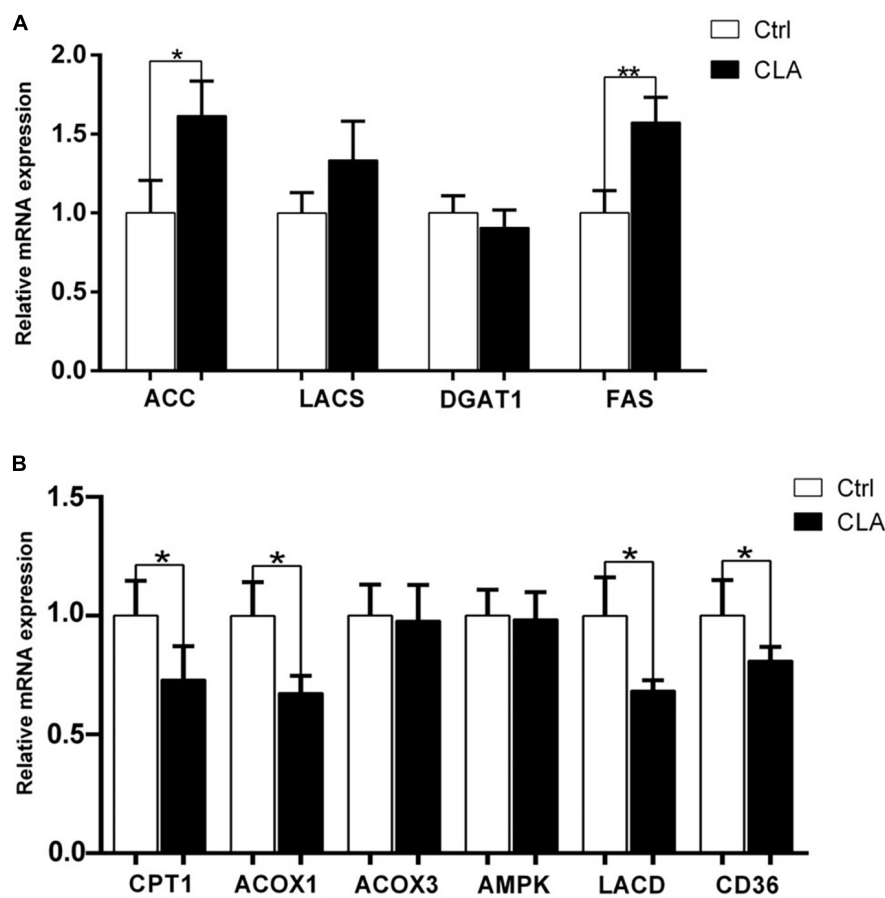 A
Ctrl
CLA
Relative mRNA expression
2.0
1.5
1.0
0.5
0.0
*
**
ACC LACS DGAT1 FAS
B
Ctrl
CLA
Relative mRNA expression
1.5
1.0
0.5
0.0
* * * *
CPT1 ACOX1 ACOX3 AMPK LACD CD36